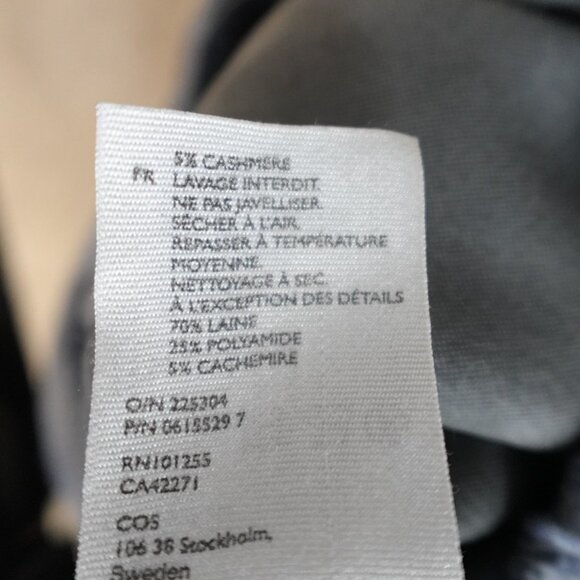 5% CASHMERE
FR LAVAGE INTERDIT.
NE PAS JAVELLISER.
SÉCHER À L'AIR.
REPASSER À TEMPÉRATURE
MOYENNE.
NETTOYAGE À SEC.
À L'EXCEPTION DES DÉTAILS
70% LAINE
25% POLYAMIDE
5% CACHEMIRE
O/N 225304
P/N 0618529 7
RN101255
CA42271
COS
106 38 Stockholm,
Sweden